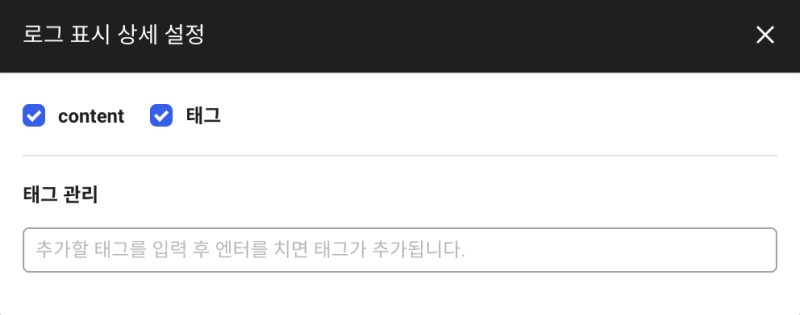 로그 표시 상세 설정
content 태그
태그 관리
추가할 태그를 입력 후 엔터를 치면 태그가 추가됩니다.